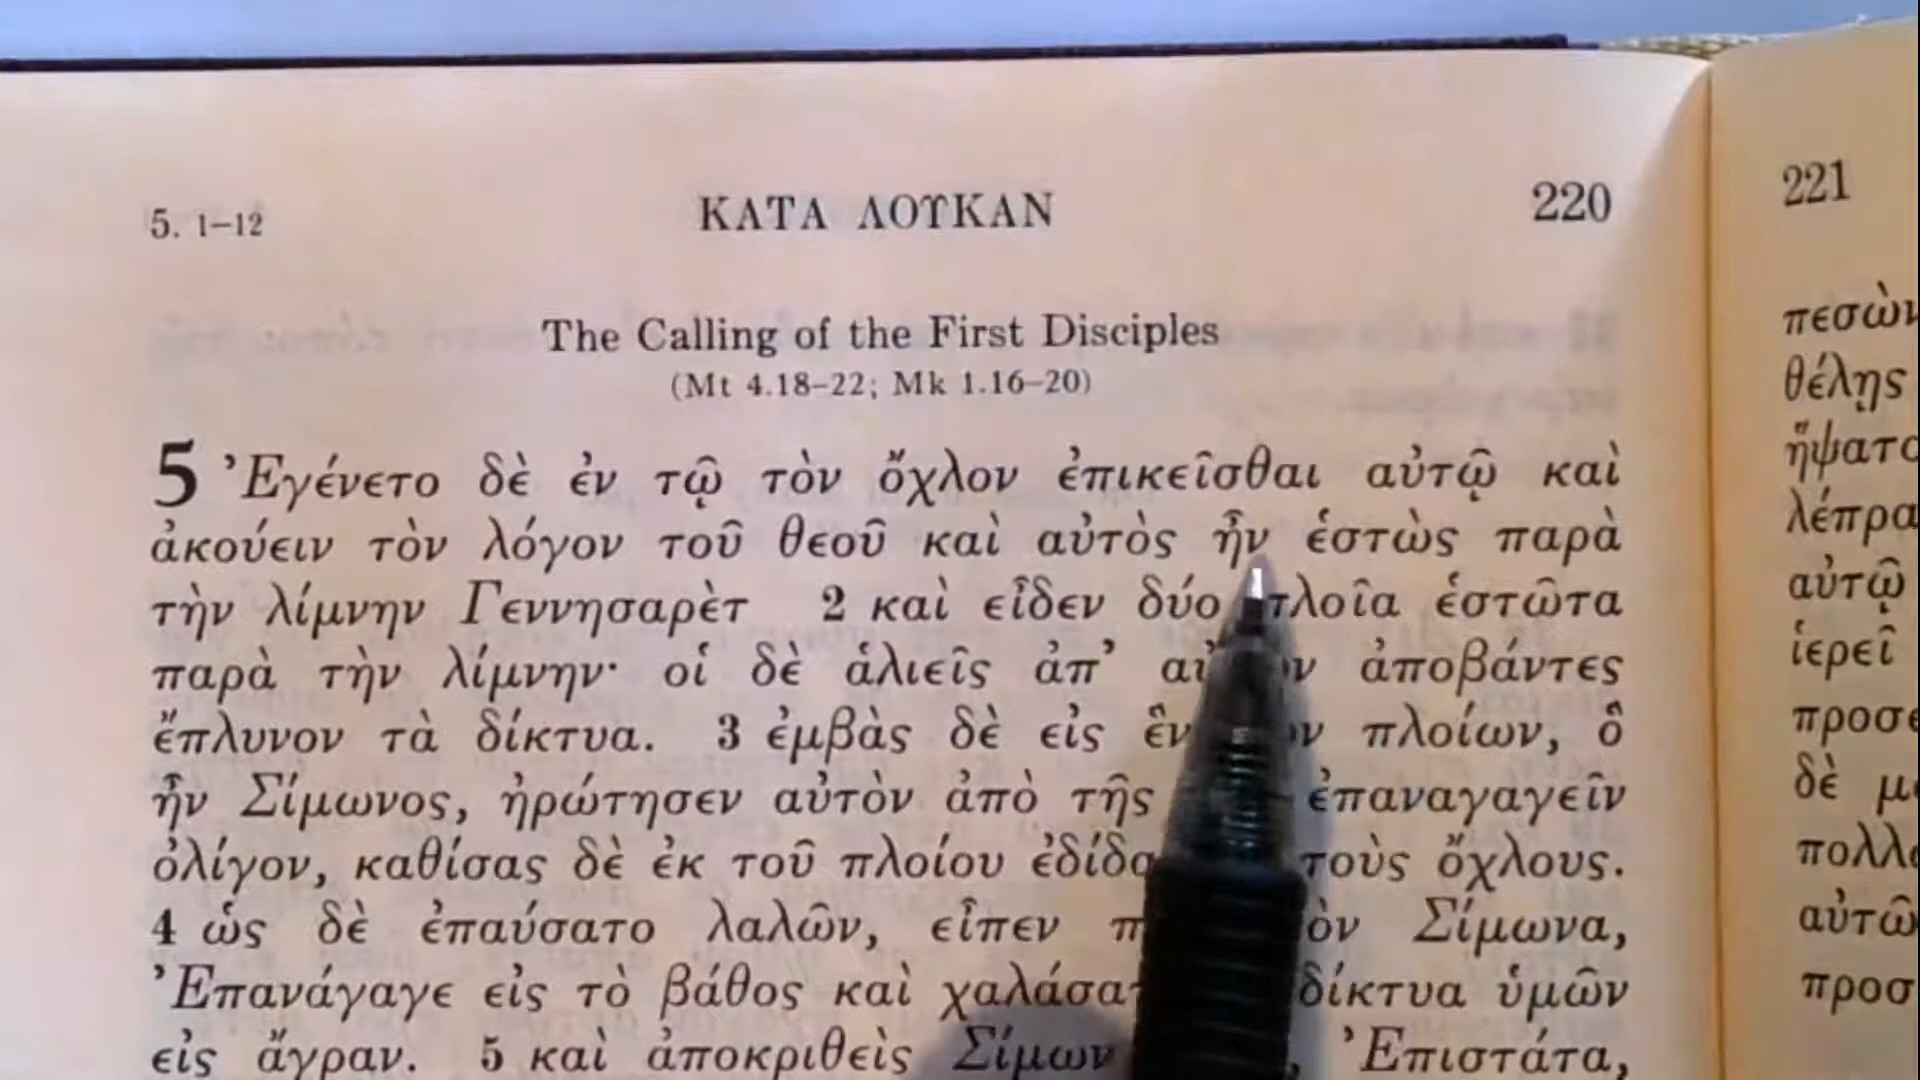 5. 1–12 ΚΑΤΑ ΛΟΥΚΑΝ 220
The Calling of the First Disciples
(Mt 4.18–22; Mk 1.16–20)
5 Ἐγένετο δὲ ἐν τῷ τὸν ὄχλον ἐπικεῖσθαι αὐτῷ καὶ
ἀκούειν τὸν λόγον τοῦ θεοῦ καὶ αὐτὸς ἦν ἑστὼς παρὰ
τὴν λίμνην Γεννησαρὲτ 2 καὶ εἶδεν δύο πλοῖα ἑστῶτα
παρὰ τὴν λίμνην· οἱ δὲ ἁλιεῖς ἀπ’ ἀποβάντες
ἔπλυνον τὰ δίκτυα. 3 ἐμβὰς δὲ εἰς ἓν πλοίων, ὃ
ἦν Σίμωνος, ἠρώτησεν αὐτὸν ἀπὸ τῆς ἐπαναγαγεῖν
ὀλίγον, καθίσας δὲ ἐκ τοῦ πλοίου τοὺς ὄχλους.
4 ὡς δὲ ἐπαύσατο λαλῶν, εἶπεν Σίμωνα,
Ἐπανάγαγε εἰς τὸ βάθος καὶ δίκτυα ὑμῶν
εἰς ἄγραν. 5 καὶ ἀποκριθεὶς Σίμων Ἐπιστάτα,
221
πεσὼν
θέλῃς
αὐτῷ
ἱερεῖ
δὲ